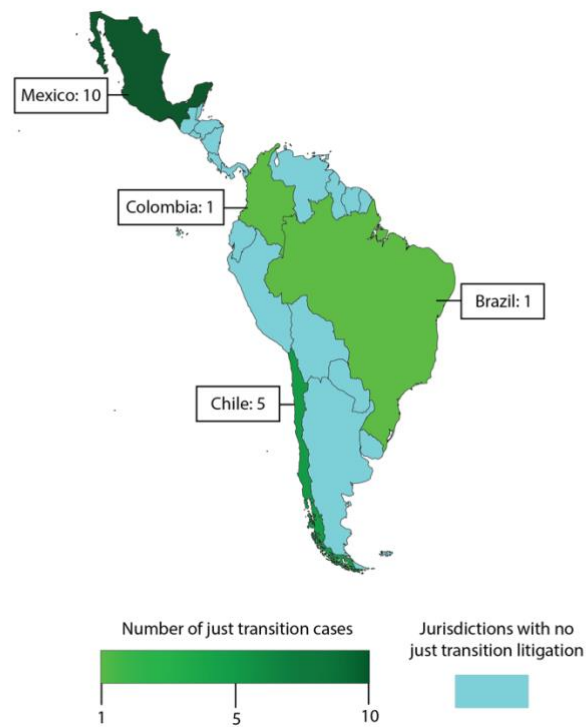 Mexico: 10
Colombia: 1
Brazil: 1
Chile: 5
Number of just transition cases
1
5
10
Jurisdictions with no
just transition litigation